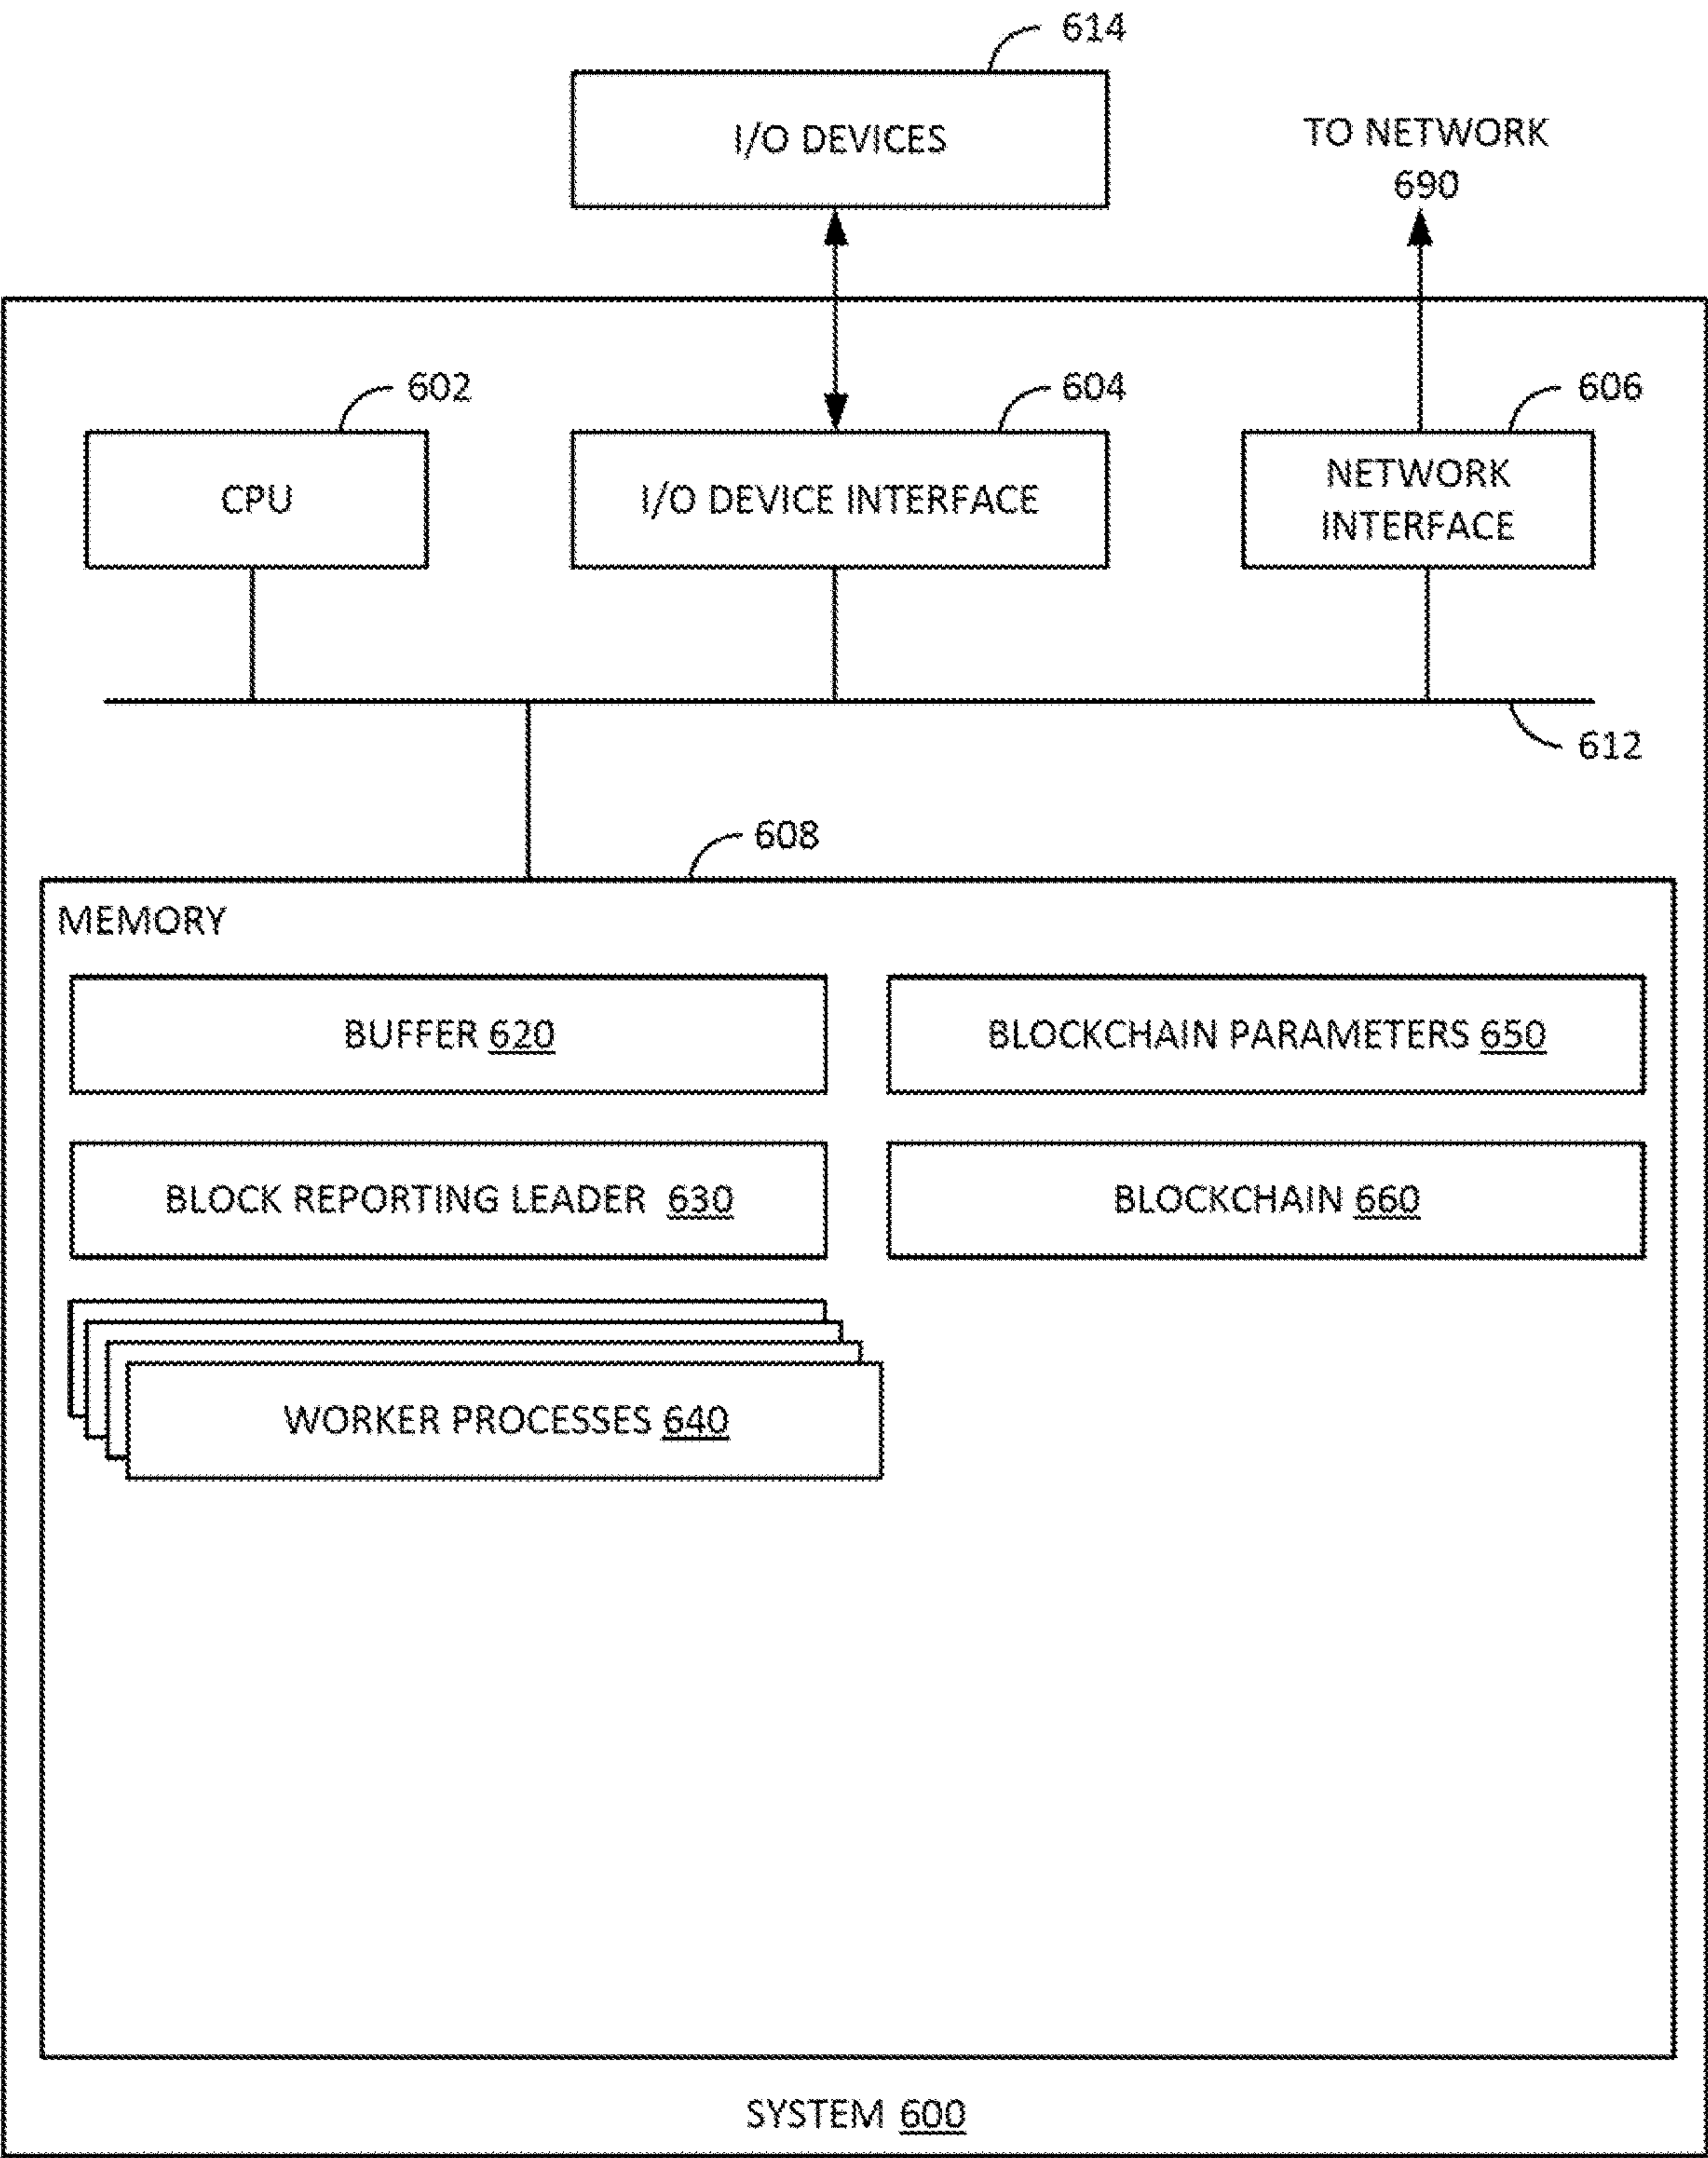 614
I/O DEVICES
TO NETWORK
690
602
604
606
CPU
I/O DEVICE INTERFACE
NETWORK
INTERFACE
612
608
MEMORY
BUFFER 620
BLOCKCHAIN PARAMETERS 650
BLOCK REPORTING LEADER 630
BLOCKCHAIN 660
WORKER PROCESSES 640
SYSTEM 600